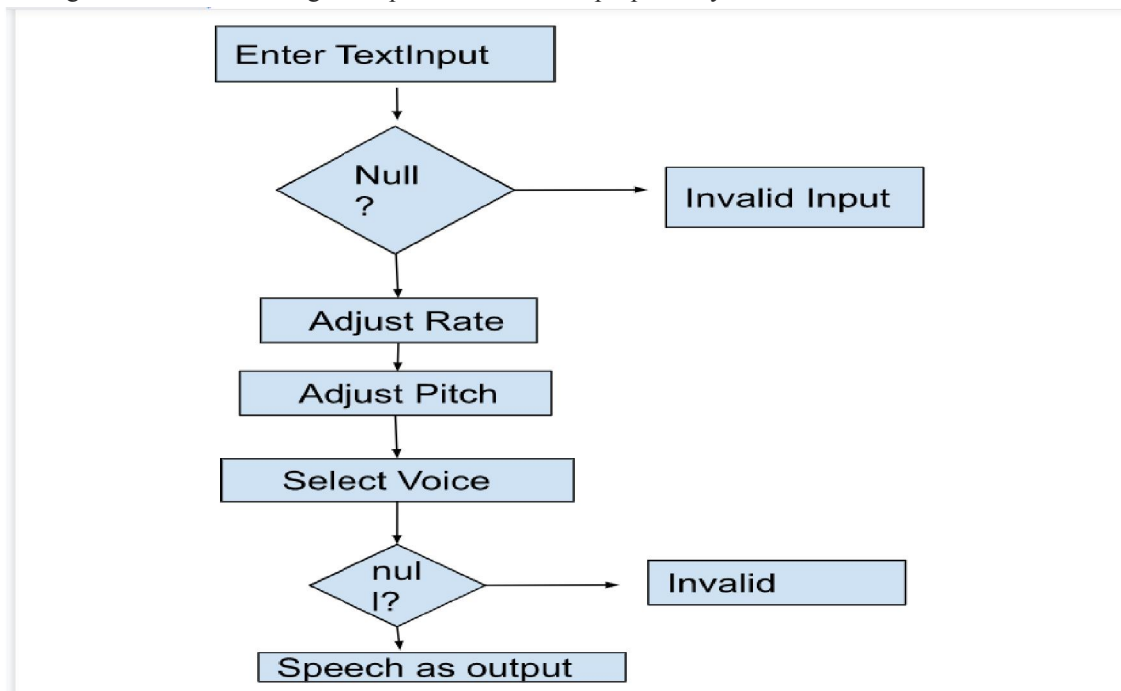 Enter TextInput
Null
?
Invalid Input
Adjust Rate
Adjust Pitch
Select Voice
nul
l?
Invalid
Speech as output